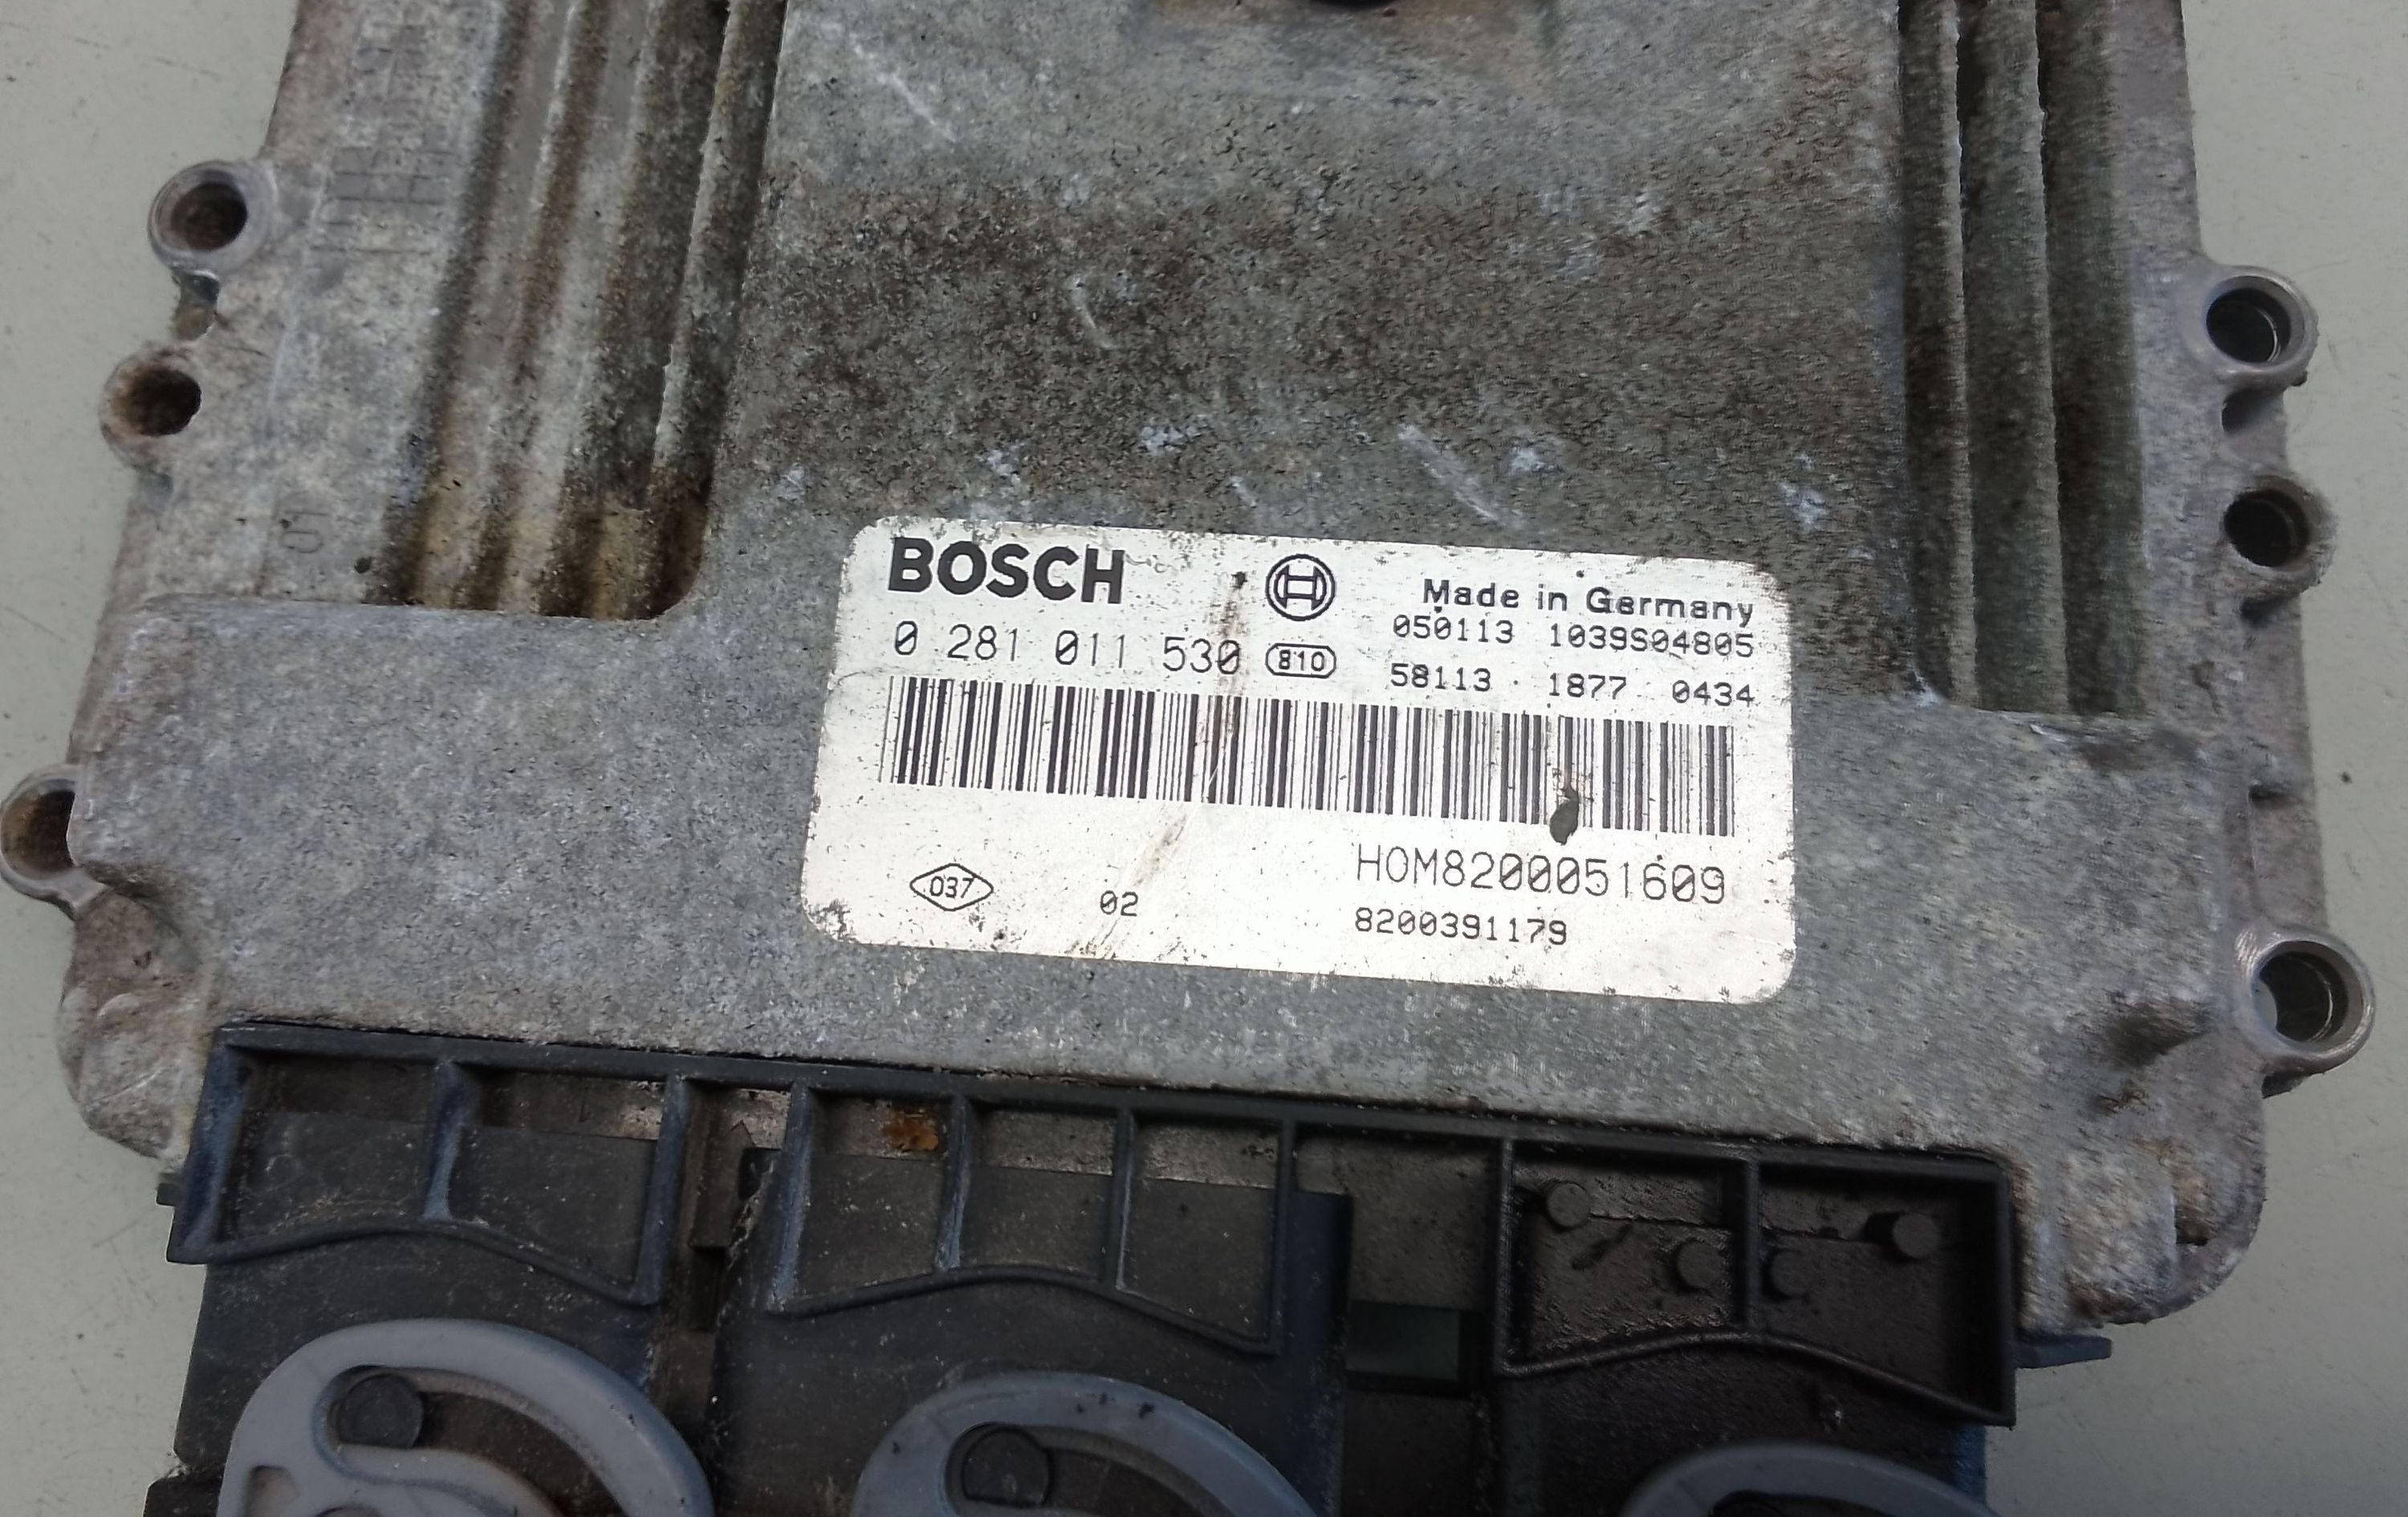 BOSCH
Made in Germany
050113 1039S04805
0 281 011 530 810
58113 1877 0434
HOM8200051609
037 02
8200391179